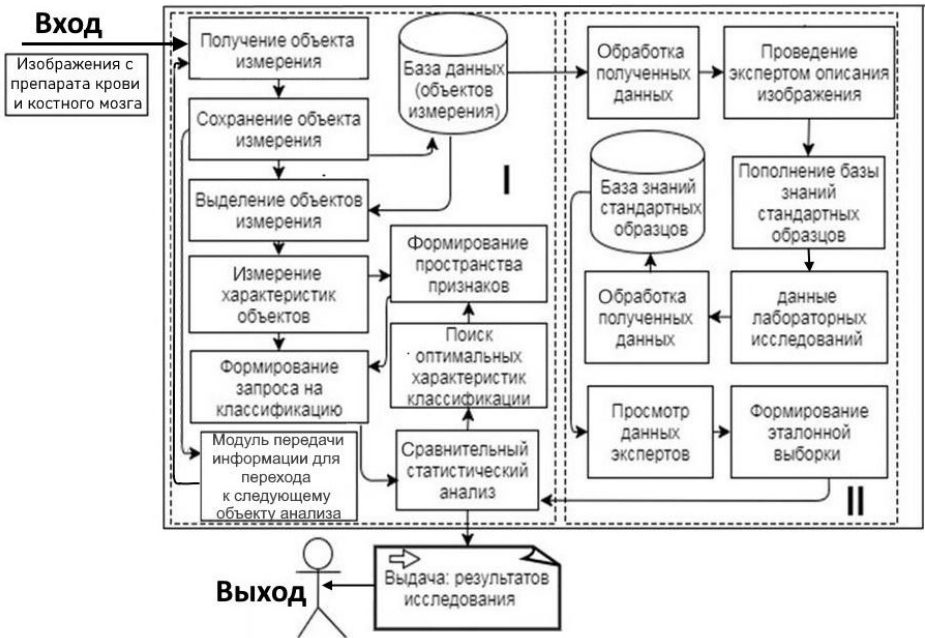 Вход
Изображения с
препарата крови
и костного мозга
Получение объекта
измерения
Сохранение объекта
измерения
Выделение объектов
измерения
Измерение
характеристик
объектов
Формирование
запроса на
классификацию
Модуль передачи
информации для
перехода
к следующему
объекту анализа
База данных
(объектов
измерения)
I
Формирование
пространства
признаков
Поиск
оптимальных
характеристик
классификации
Сравнительный
статистический
анализ
Обработка
полученных
данных
Проведение
экспертом описания
изображения
База знаний
стандартных
образцов
Пополнение базы
знаний
стандартных
образцов
Обработка
полученных
данных
данные
лабораторных
исследований
Просмотр
данных
экспертов
Формирование
эталонной
выборки
II
Выдача: результатов
исследования
Выход